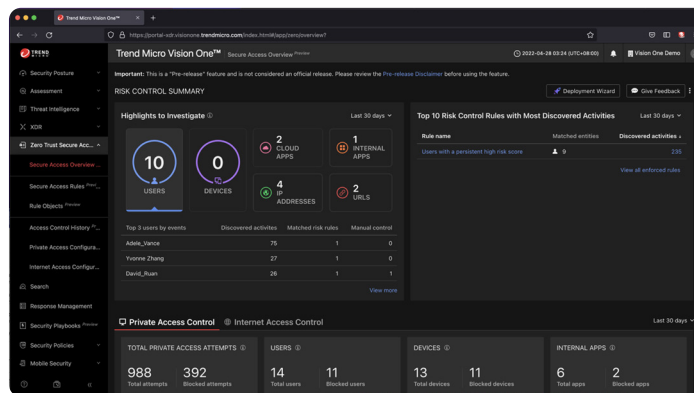 Trend Micro Vision One™
https://portal-xdr.visionone.trendmicro.com/index.html#/app/zero/overview?
TREND MICRO
Trend Micro Vision One™ Secure Access Overview Preview
2022-04-28 03:34 (UTC+08:00)
Vision One Demo
Important: This is a "Pre-release" feature and is not considered an official release. Please review the Pre-release Disclaimer before using the feature.
RISK CONTROL SUMMARY
Deployment Wizard
Give Feedback
Security Posture
Assessment
Threat Intelligence
XDR
Zero Trust Secure Acc...
Secure Access Overview ...
Secure Access Rules
Rule Objects Preview
Access Control History
Private Access Configura...
Internet Access Configur...
Search
Response Management
Security Playbooks Preview
Security Policies
Mobile Security
Highlights to Investigate
Last 30 days
10
USERS
0
DEVICES
2
CLOUD APPS
1
INTERNAL APPS
4
IP ADDRESSES
2
URLS
Top 3 users by events Discovered activites Matched risk rules Manual control
Adele_Vance 75 1 0
Yvonne Zhang 27 1 0
David_Ruan 26 1 1
View more
Top 10 Risk Control Rules with Most Discovered Activities
Last 30 days
Rule name Matched entities Discovered activities
Users with a persistent high risk score 9 235
View all enforced rules
Private Access Control
Internet Access Control
Last 30 days
TOTAL PRIVATE ACCESS ATTEMPTS
988 392
Total attempts Blocked attempts
USERS
14 11
Total users Blocked users
DEVICES
13 11
Total devices Blocked devices
INTERNAL APPS
6 2
Total apps Blocked apps